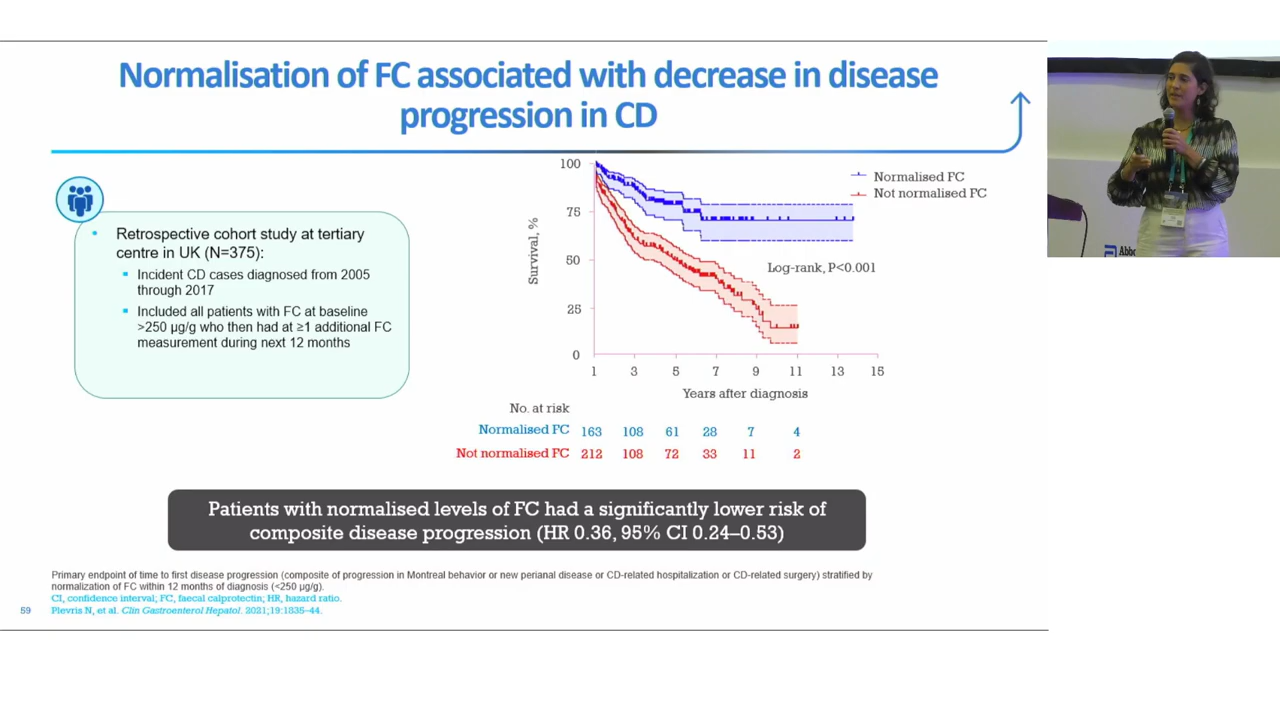 Normalisation of FC associated with decrease in disease
progression in CD
• Retrospective cohort study at tertiary
centre in UK (N=375):
▪ Incident CD cases diagnosed from 2005
through 2017
▪ Included all patients with FC at baseline
>250 µg/g who then had at ≥1 additional FC
measurement during next 12 months
Survival, %
100
75
50
25
0
Normalised FC
Not normalised FC
Log-rank, P<0.001
1 3 5 7 9 11 13 15
Years after diagnosis
No. at risk
Normalised FC 163 108 61 28 7 4
Not normalised FC 212 108 72 33 11 2
Patients with normalised levels of FC had a significantly lower risk of
composite disease progression (HR 0.36, 95% CI 0.24–0.53)
Primary endpoint of time to first disease progression (composite of progression in Montreal behavior or new perianal disease or CD-related hospitalization or CD-related surgery) stratified by
normalization of FC within 12 months of diagnosis (<250 µg/g).
CI, confidence interval; FC, faecal calprotectin; HR, hazard ratio.
59 Plevris N, et al. Clin Gastroenterol Hepatol. 2021;19:1835–44.